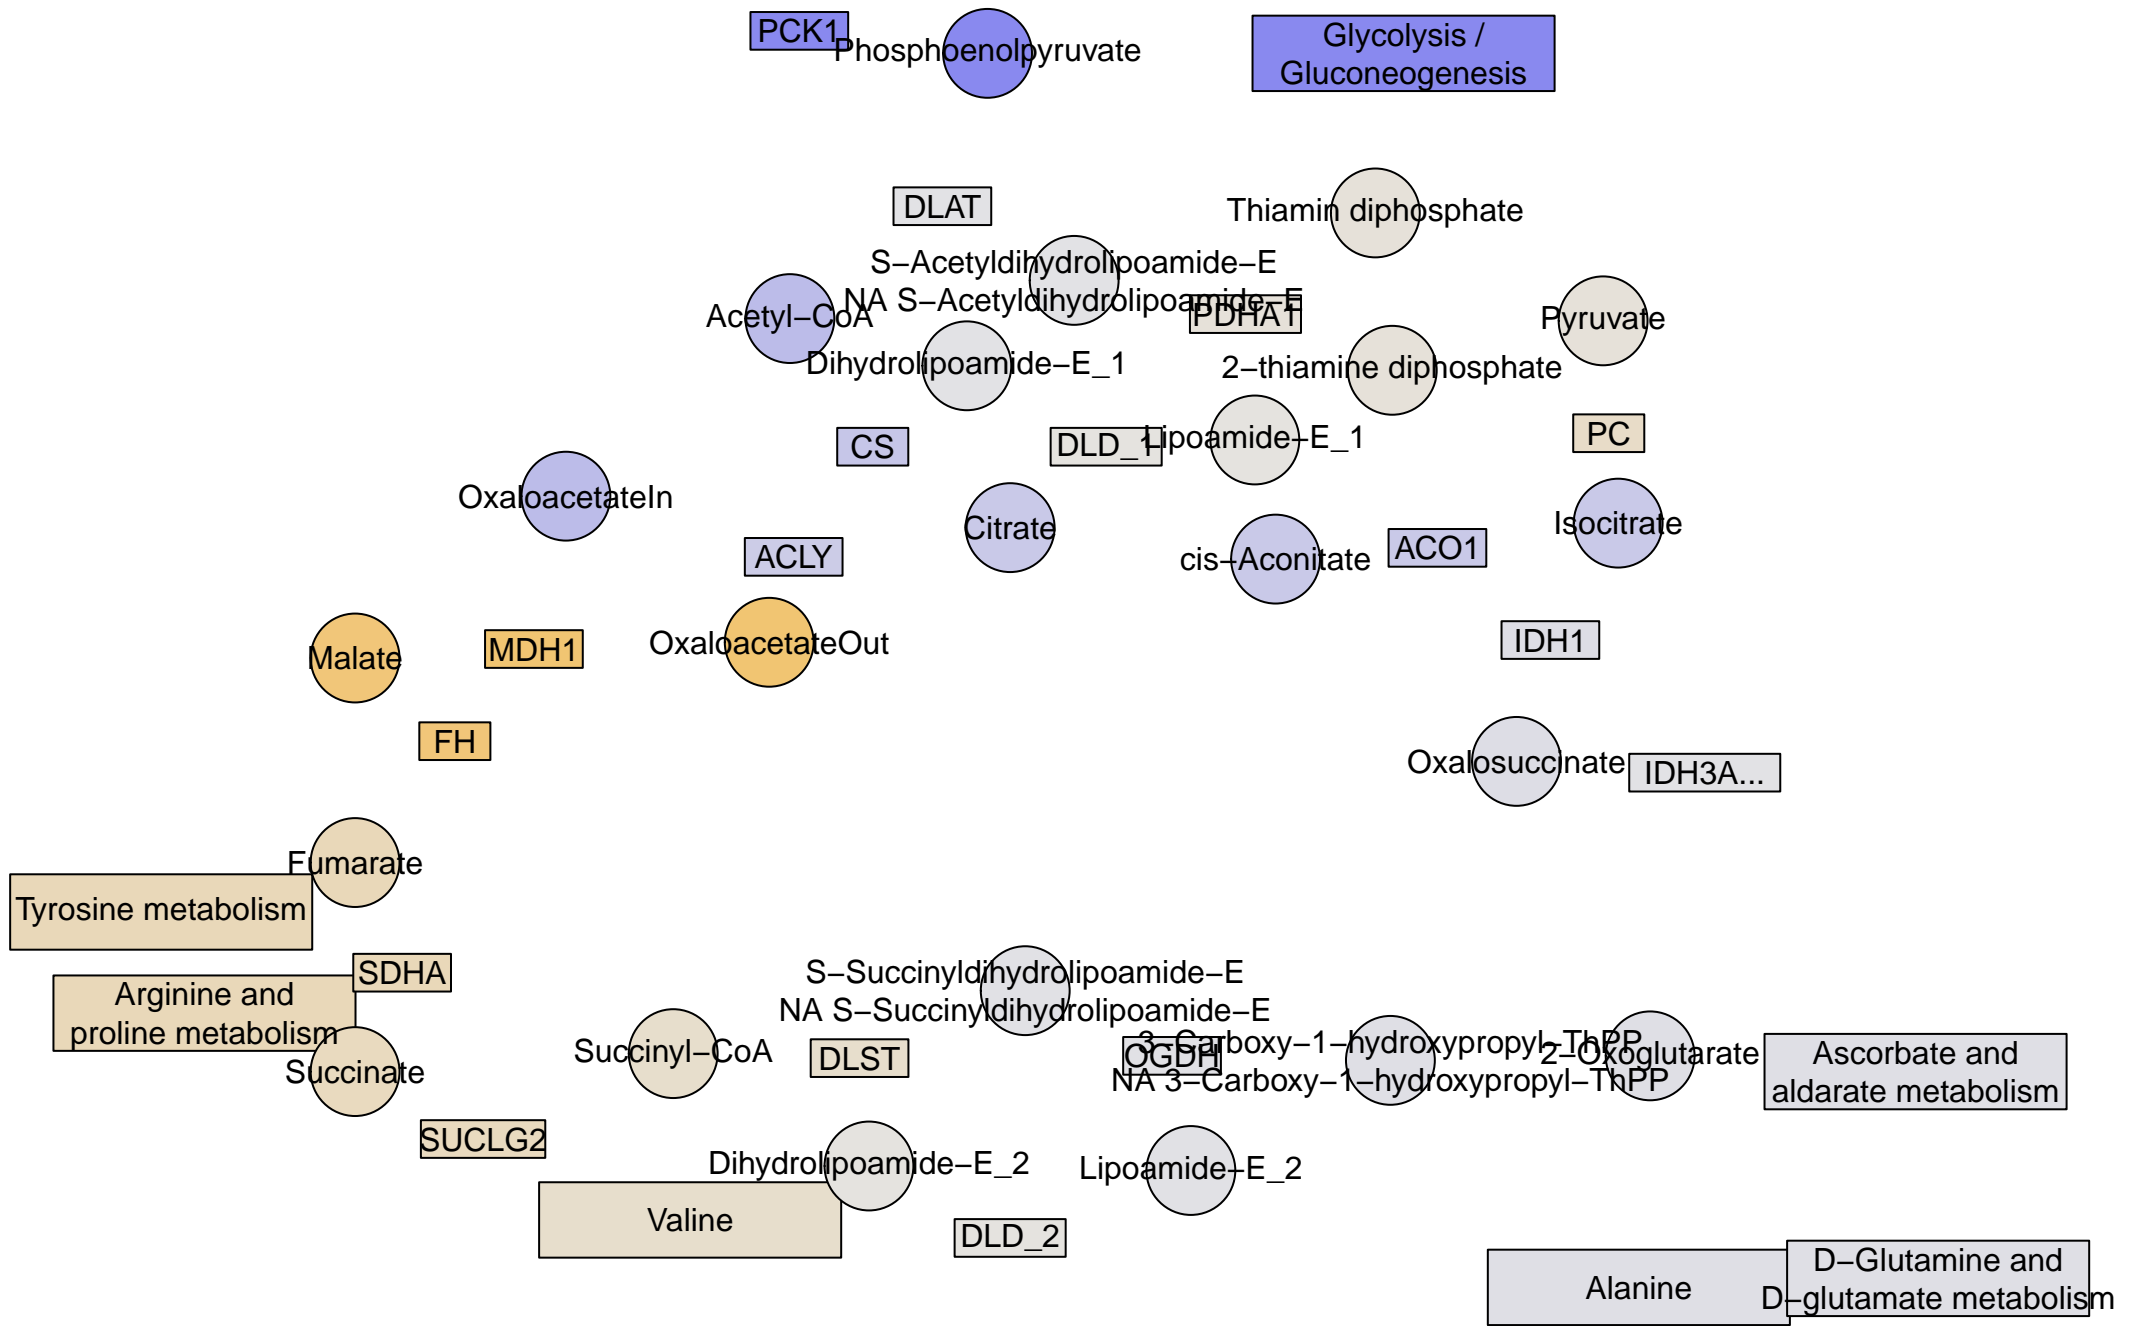 PCK1
Phosphoenolpyruvate
Glycolysis /
Gluconeogenesis
DLAT
Thiamin diphosphate
S−Acetyldihydrolipoamide−E
NA S−Acetyldihydrolipoamide−E
PDHA1
Acetyl−CoA
Pyruvate
Dihydrolipoamide−E_1
2−thiamine diphosphate
CS
DLD_1
Lipoamide−E_1
PC
OxaloacetateIn
Citrate
Isocitrate
ACLY
cis−Aconitate
ACO1
Malate
MDH1
OxaloacetateOut
IDH1
FH
Oxalosuccinate
IDH3A...
Fumarate
Tyrosine metabolism
SDHA
Arginine and
proline metabolism
Succinate
S−Succinyldihydrolipoamide−E
NA S−Succinyldihydrolipoamide−E
Succinyl−CoA
DLST
OGDH
3−Carboxy−1−hydroxypropyl−ThPP
NA 3−Carboxy−1−hydroxypropyl−ThPP
2−Oxoglutarate
Ascorbate and
aldarate metabolism
SUCLG2
Dihydrolipoamide−E_2
Lipoamide−E_2
Valine
DLD_2
Alanine
D−Glutamine and
D−glutamate metabolism